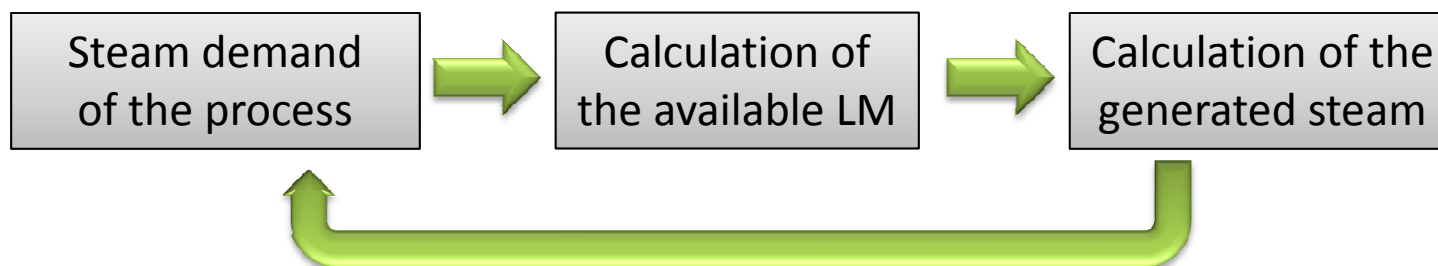 Steam demand
of the process
Calculation of
the available LM
Calculation of the
generated steam